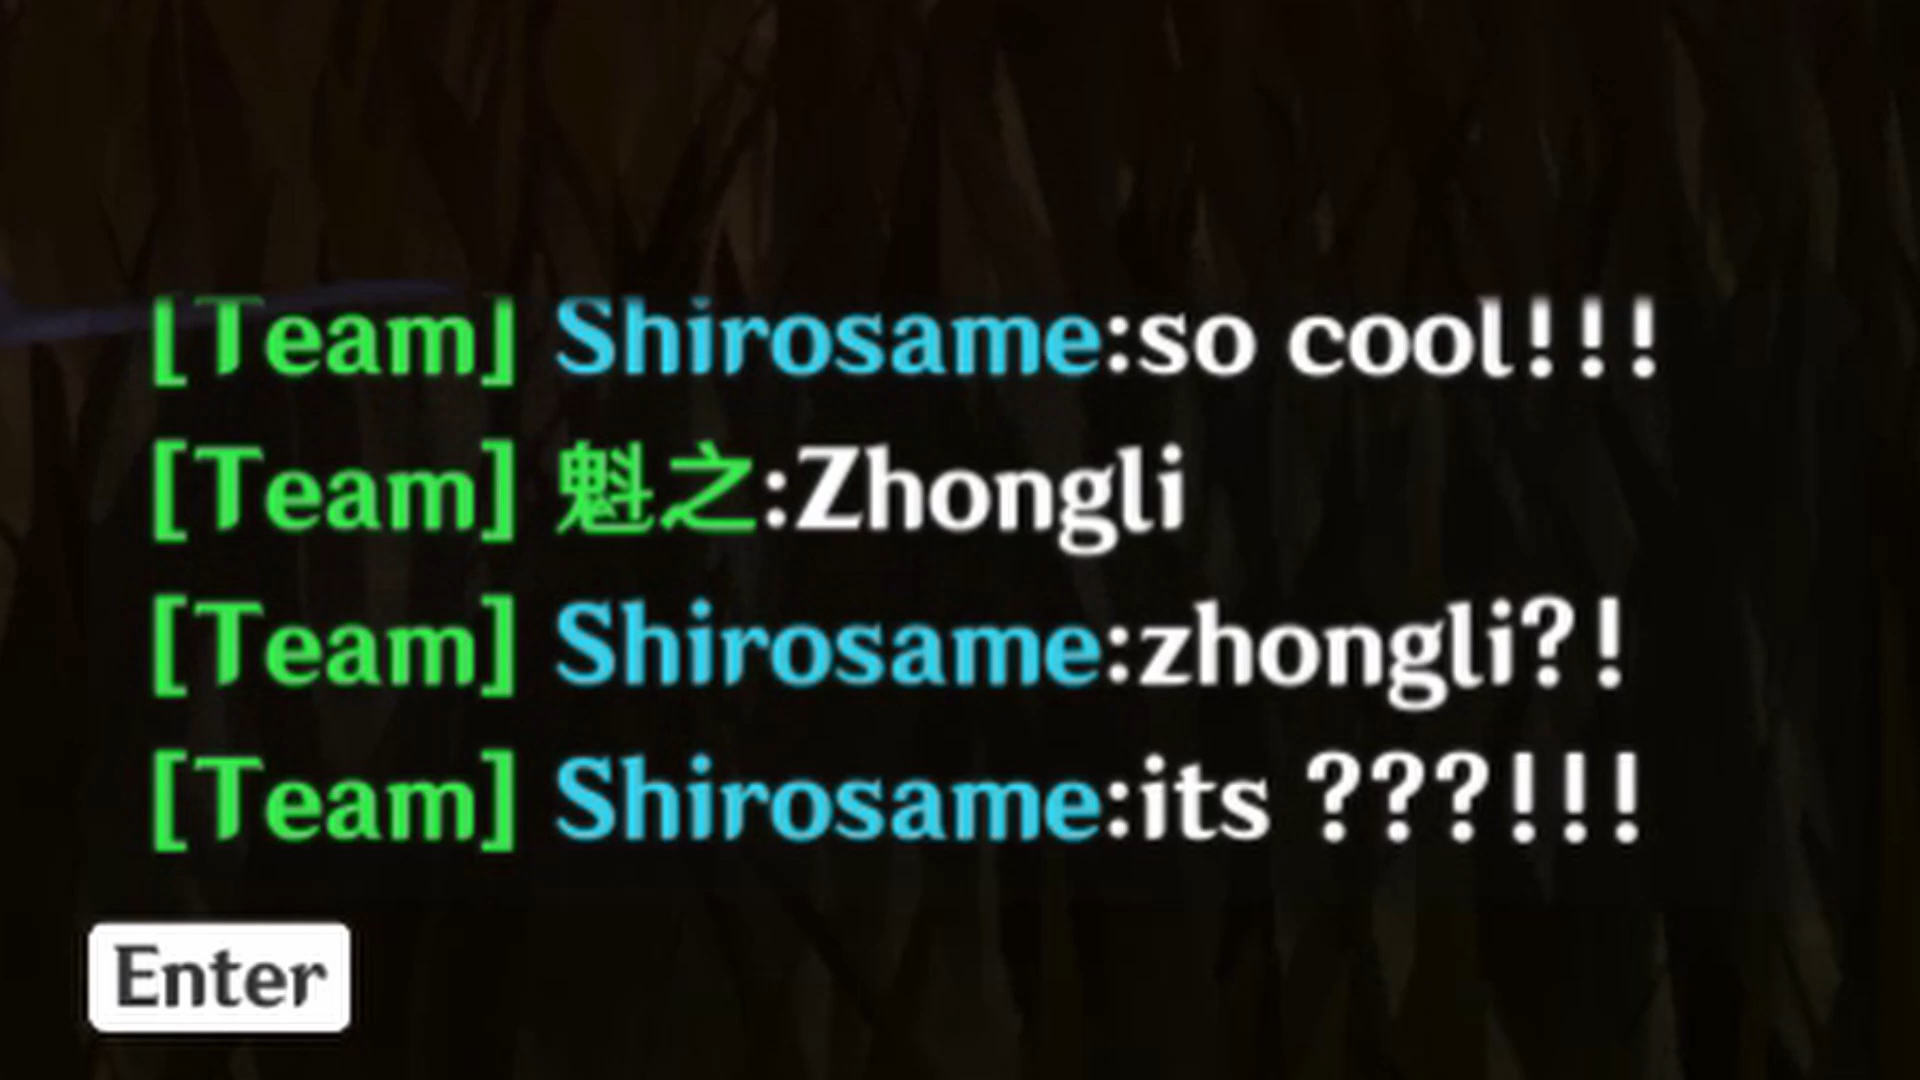 [Team] Shirosame:so cool!!!
[Team] 魁之:Zhongli
[Team] Shirosame:zhongli?!
[Team] Shirosame:its ???!!!
Enter